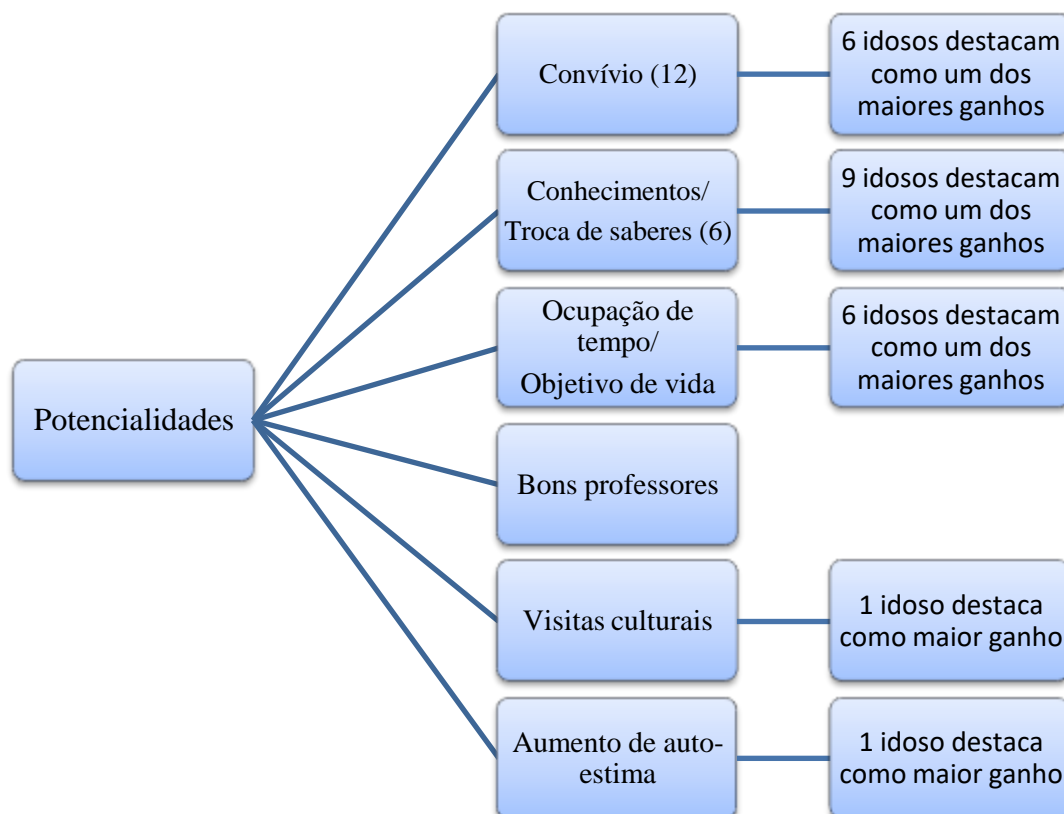 Potencialidades
Convívio (12)
6 idosos destacam
como um dos
maiores ganhos
Conhecimentos/
Troca de saberes (6)
9 idosos destacam
como um dos
maiores ganhos
Ocupação de
tempo/
Objetivo de vida
6 idosos destacam
como um dos
maiores ganhos
Bons professores
Visitas culturais
1 idoso destaca
como maior ganho
Aumento de auto-
estima
1 idoso destaca
como maior ganho